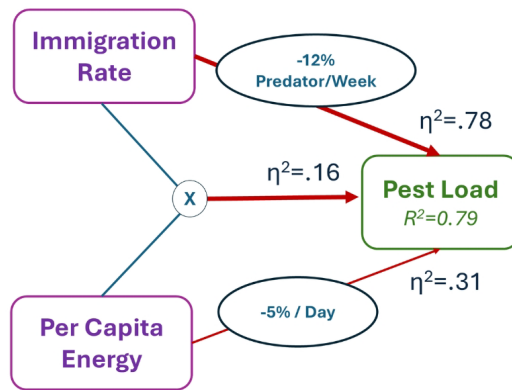 Immigration
Rate
-12%
Predator/Week
η²=.78
η²=.16
X
Pest Load
R²=0.79
η²=.31
-5% / Day
Per Capita
Energy